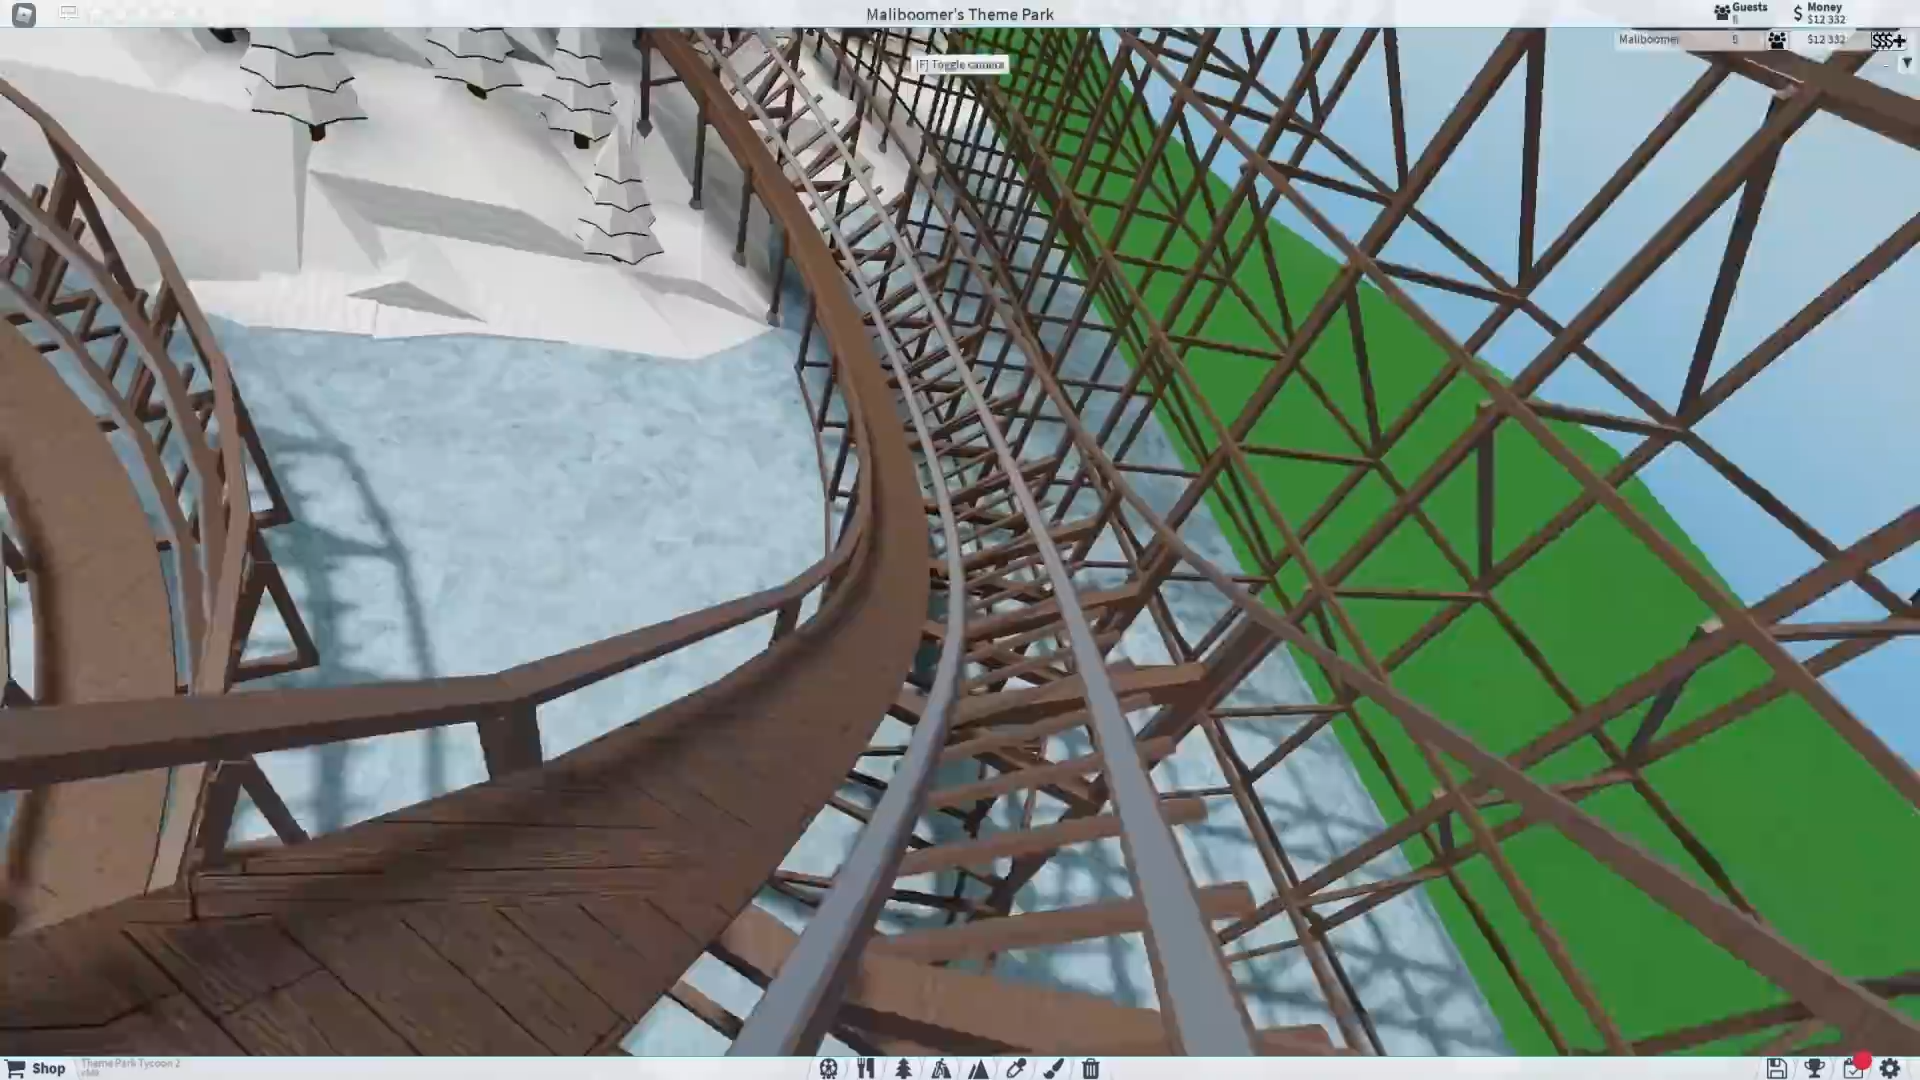 Maliboomer's Theme Park
Guests
Money
$12 332
Maliboomer
$12 332
$$$+
[F] Toggle camera
Shop
Theme Park Tycoon 2